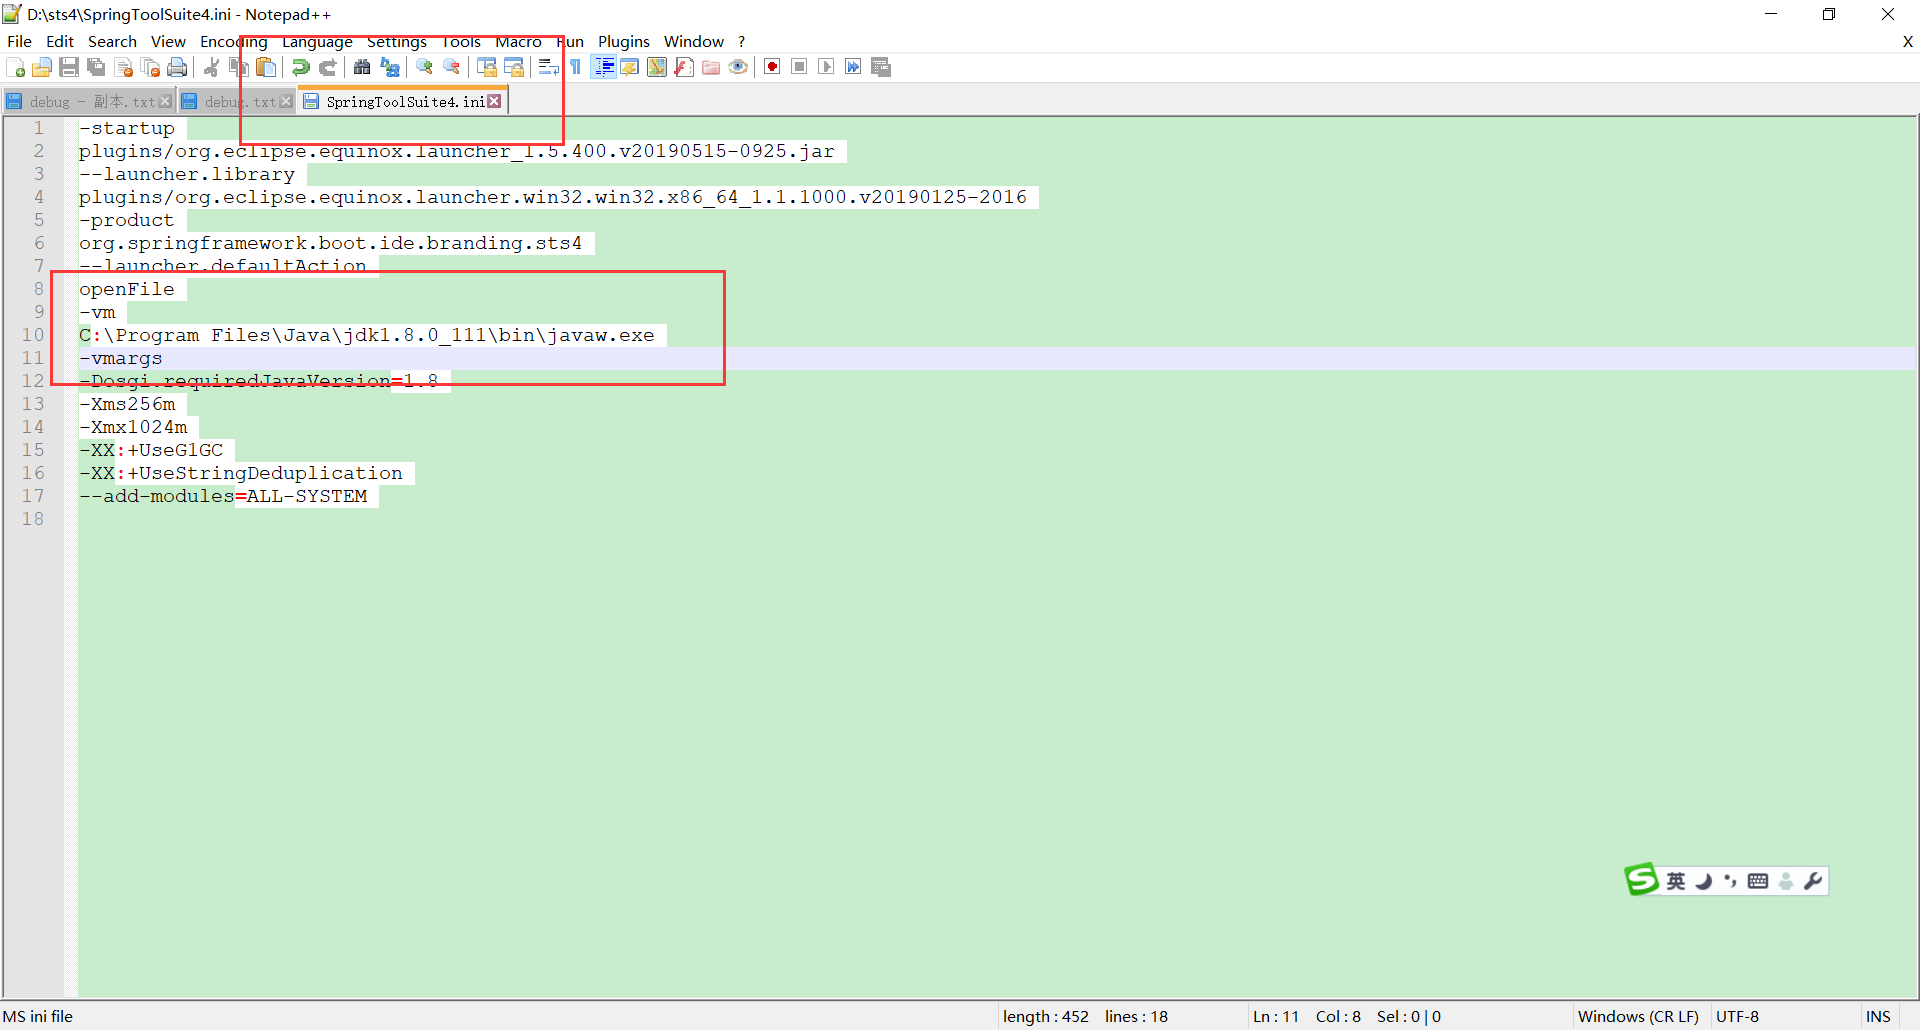 D:\sts4\SpringToolSuite4.ini - Notepad++
File Edit Search View Encoding Language Settings Tools Macro Run Plugins Window ?
X
debug - 副本.txt debug.txt SpringToolSuite4.ini
1 -startup
2 plugins/org.eclipse.equinox.launcher_1.5.400.v20190515-0925.jar
3 --launcher.library
4 plugins/org.eclipse.equinox.launcher.win32.win32.x86_64_1.1.1000.v20190125-2016
5 -product
6 org.springframework.boot.ide.branding.sts4
7 --launcher.defaultAction
8 openFile
9 -vm
10 C:\Program Files\Java\jdk1.8.0_111\bin\javaw.exe
11 -vmargs
12 -Dosgi.requiredJavaVersion=1.8
13 -Xms256m
14 -Xmx1024m
15 -XX:+UseG1GC
16 -XX:+UseStringDeduplication
17 --add-modules=ALL-SYSTEM
18
S 英
MS ini file length : 452 lines : 18 Ln : 11 Col : 8 Sel : 0 | 0 Windows (CR LF) UTF-8 INS